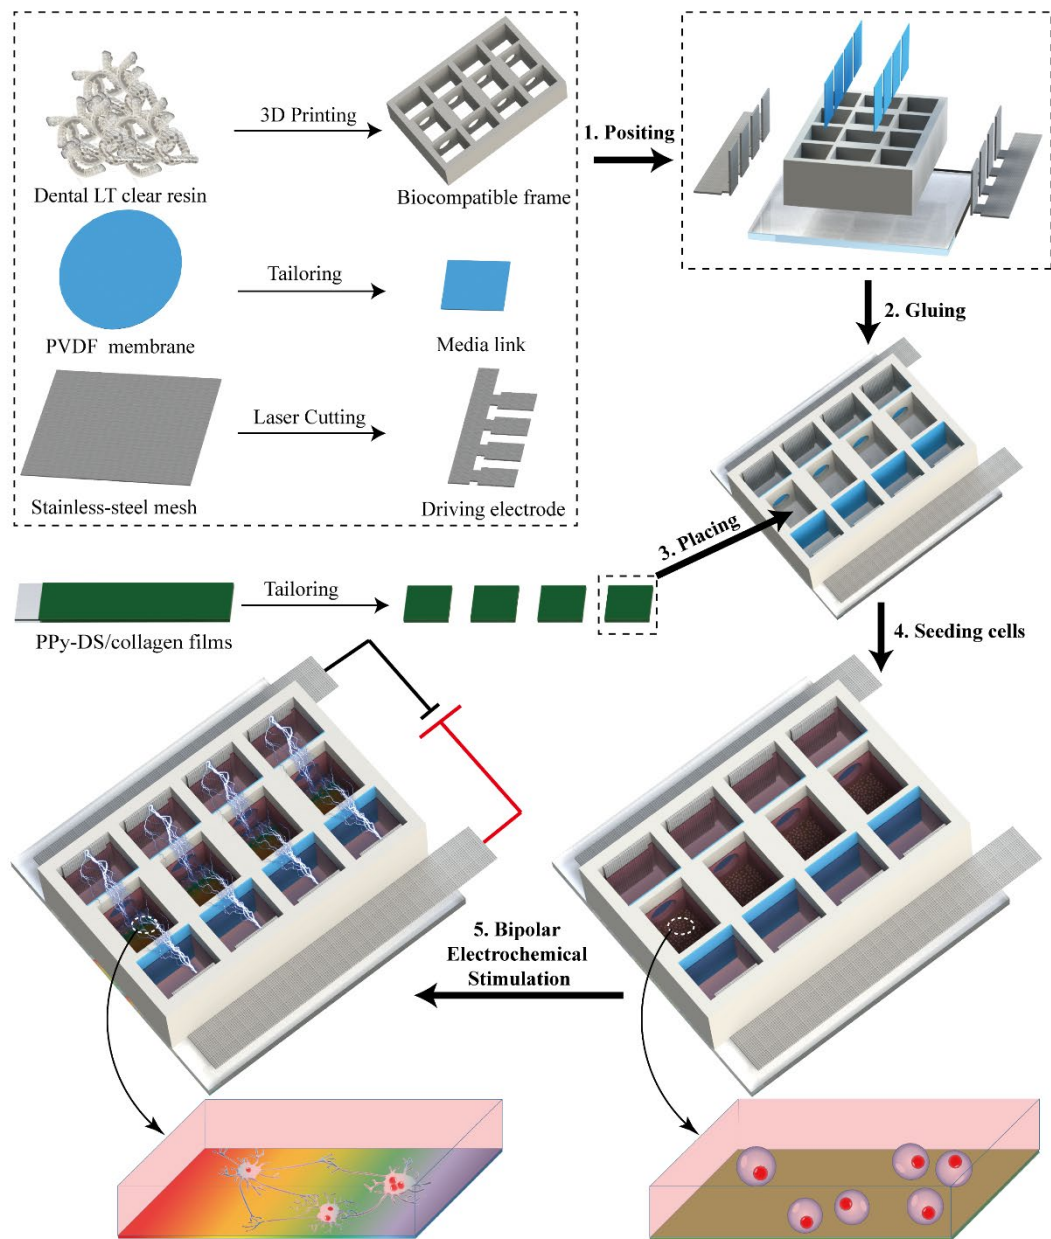 3D Printing
Dental LT clear resin
Biocompatible frame
1. Positing
Tailoring
PVDF membrane
Media link
2. Gluing
Laser Cutting
Stainless-steel mesh
Driving electrode
3. Placing
Tailoring
PPy-DS/collagen films
4. Seeding cells
5. Bipolar
Electrochemical
Stimulation